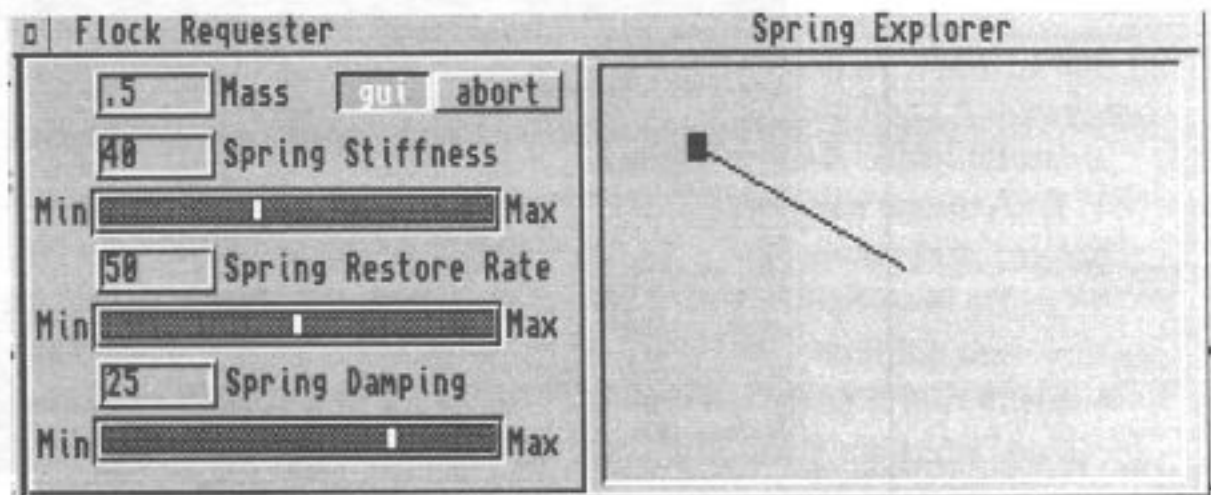 Flock Requester
Spring Explorer
.5 Mass gui abort
40 Spring Stiffness
Min Max
50 Spring Restore Rate
Min Max
25 Spring Damping
Min Max